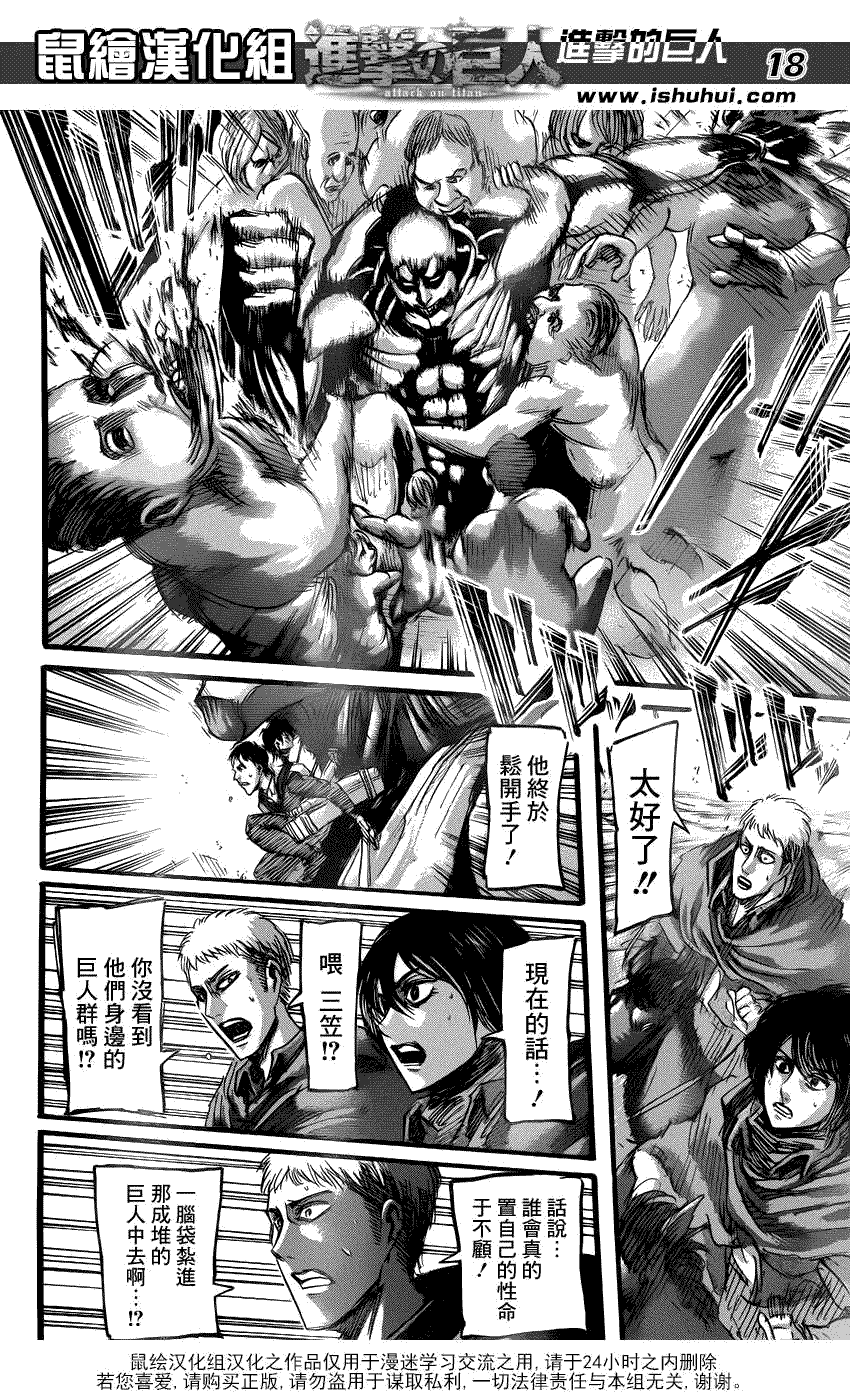 鼠繪漢化組
進撃の巨人
attack on titan
進擊的巨人
18
www.ishuhui.com
太好了!!
他終於
鬆開手了!
現在的話…!
喂 三笠!?
你沒看到
他們身邊的
巨人群嗎!?
話說…
誰會真的
置自己的性命
于不顧!
一腦袋紮進
那成堆的
巨人中去啊…!?
鼠绘汉化组汉化之作品仅用于漫迷学习交流之用, 请于24小时之内删除
若您喜爱, 请购买正版, 请勿盗用于谋取私利, 一切法律责任与本组无关, 谢谢。